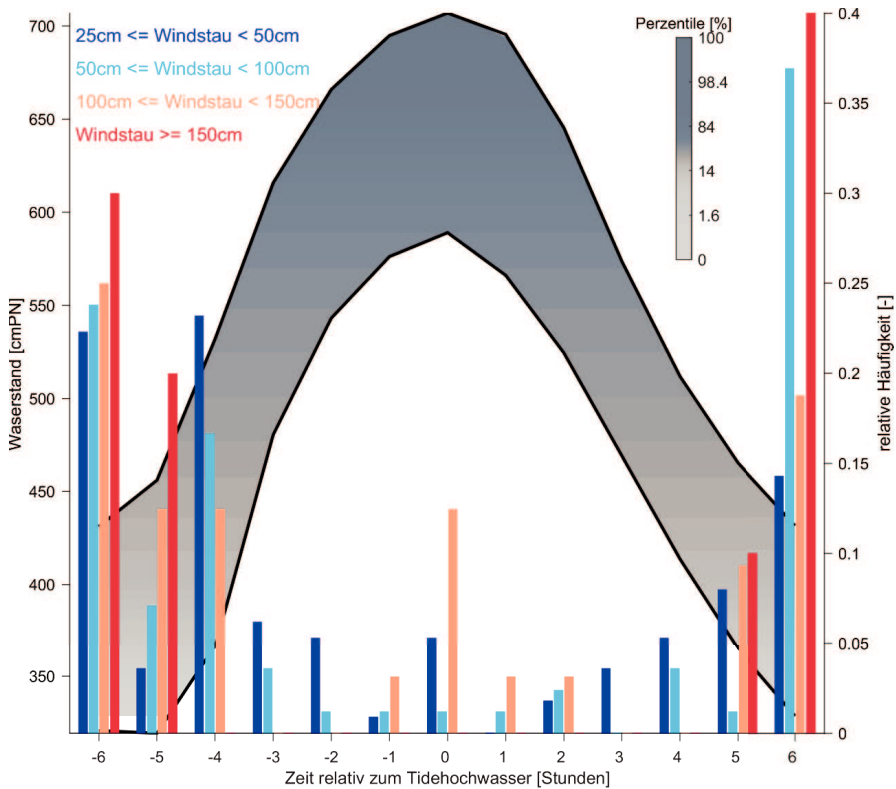 700
650
600
550
500
450
400
350
Waserstand [cmPN]
25cm <= Windstau < 50cm
50cm <= Windstau < 100cm
100cm <= Windstau < 150cm
Windstau >= 150cm
Perzentile [%]
100
98.4
84
14
1.6
0
0.4
0.35
0.3
0.25
0.2
0.15
0.1
0.05
0
relative Häufigkeit [-]
-6 -5 -4 -3 -2 -1 0 1 2 3 4 5 6
Zeit relativ zum Tidehochwasser [Stunden]